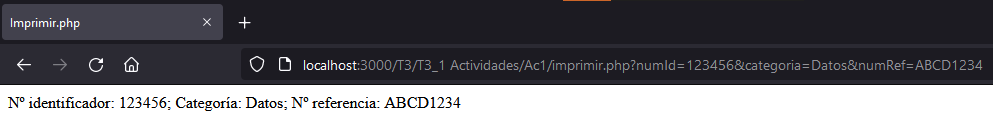 Imprimir.php
localhost:3000/T3/T3_1 Actividades/Ac1/imprimir.php?numId=123456&categoria=Datos&numRef=ABCD1234
Nº identificador: 123456; Categoría: Datos; Nº referencia: ABCD1234